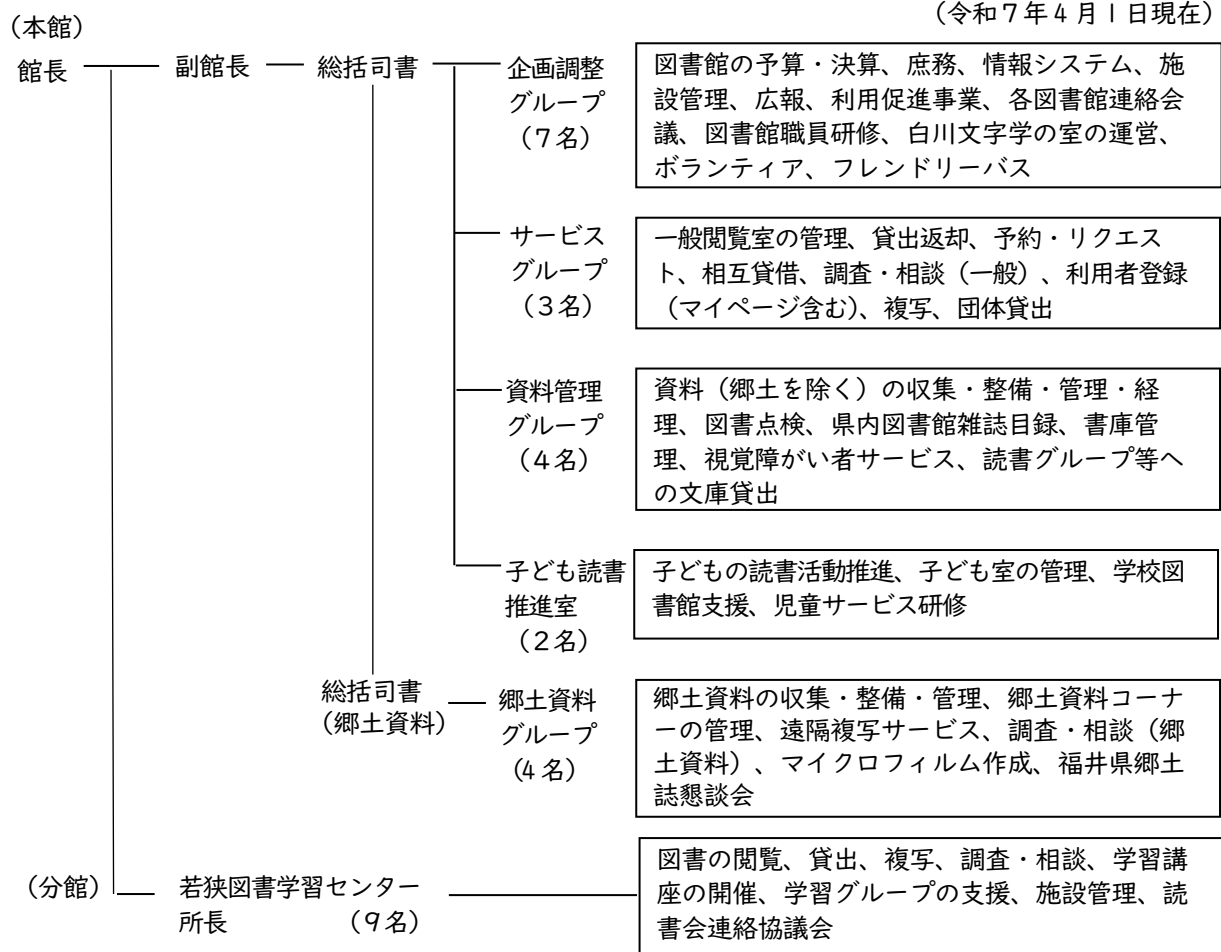 （令和７年４月１日現在）
（本館）
館長
副館長
総括司書
企画調整
グループ
（７名）
図書館の予算・決算、庶務、情報システム、施
設管理、広報、利用促進事業、各図書館連絡会
議、図書館職員研修、白川文字学の室の運営、
ボランティア、フレンドリーバス
サービス
グループ
（３名）
一般閲覧室の管理、貸出返却、予約・リクエス
ト、相互貸借、調査・相談（一般）、利用者登録
（マイページ含む）、複写、団体貸出
資料管理
グループ
（４名）
資料（郷土を除く）の収集・整備・管理・経
理、図書点検、県内図書館雑誌目録、書庫管
理、視覚障がい者サービス、読書グループ等へ
の文庫貸出
子ども読書
推進室
（２名）
子どもの読書活動推進、子ども室の管理、学校図
書館支援、児童サービス研修
総括司書
（郷土資料）
郷土資料
グループ
（４名）
郷土資料の収集・整備・管理、郷土資料コーナ
ーの管理、遠隔複写サービス、調査・相談（郷
土資料）、マイクロフィルム作成、福井県郷土
誌懇談会
（分館）
若狭図書学習センター
所長　（９名）
図書の閲覧、貸出、複写、調査・相談、学習講
座の開催、学習グループの支援、施設管理、読
書会連絡協議会